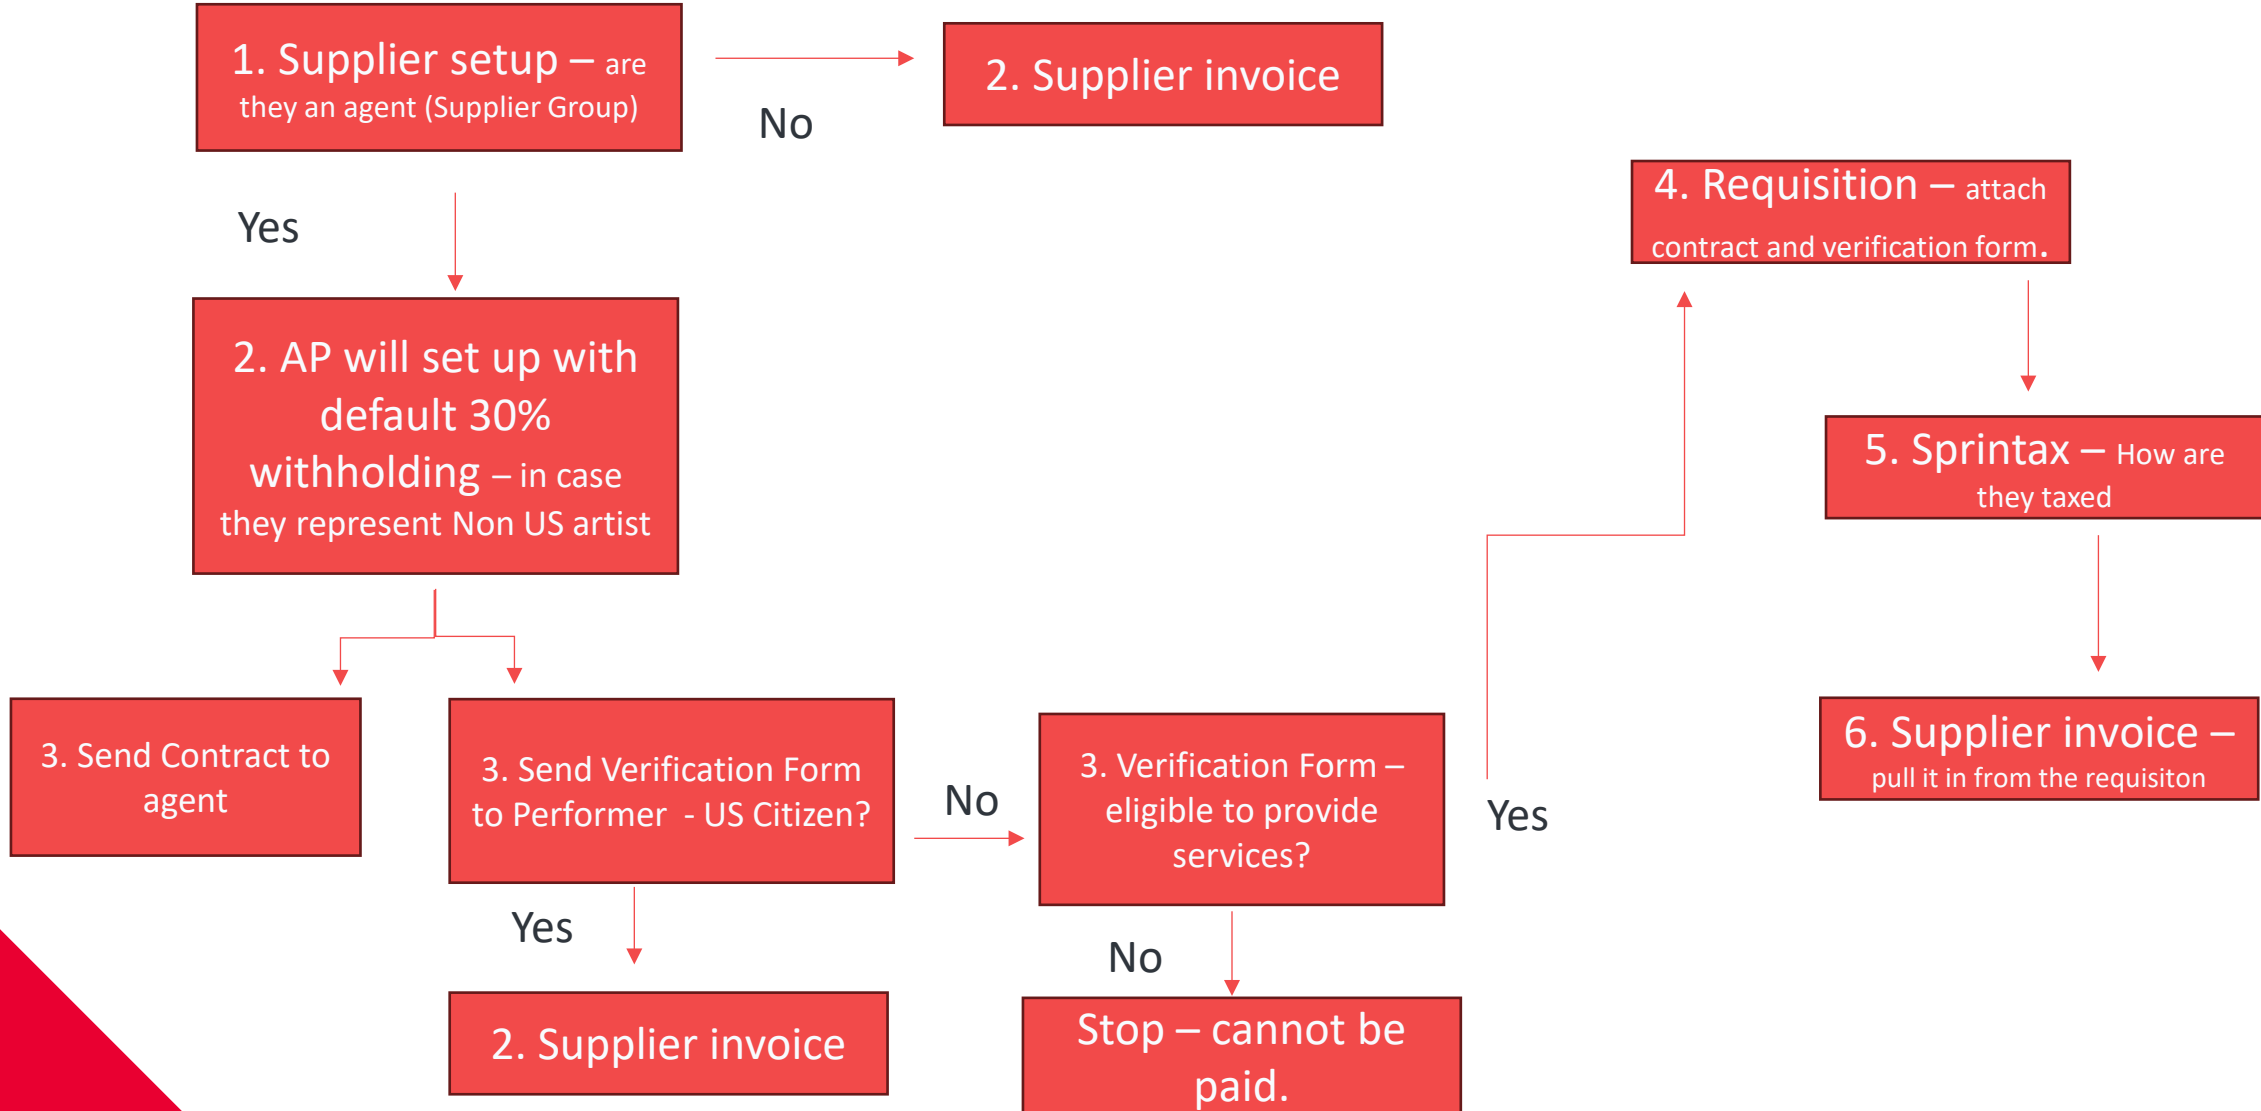 1. Supplier setup – are
they an agent (Supplier Group)
No
2. Supplier invoice
Yes
2. AP will set up with
default 30%
withholding – in case
they represent Non US artist
3. Send Contract to
agent
3. Send Verification Form
to Performer - US Citizen?
Yes
2. Supplier invoice
No
3. Verification Form –
eligible to provide
services?
No
Stop – cannot be
paid.
Yes
4. Requisition – attach
contract and verification form.
5. Sprintax – How are
they taxed
6. Supplier invoice –
pull it in from the requisiton